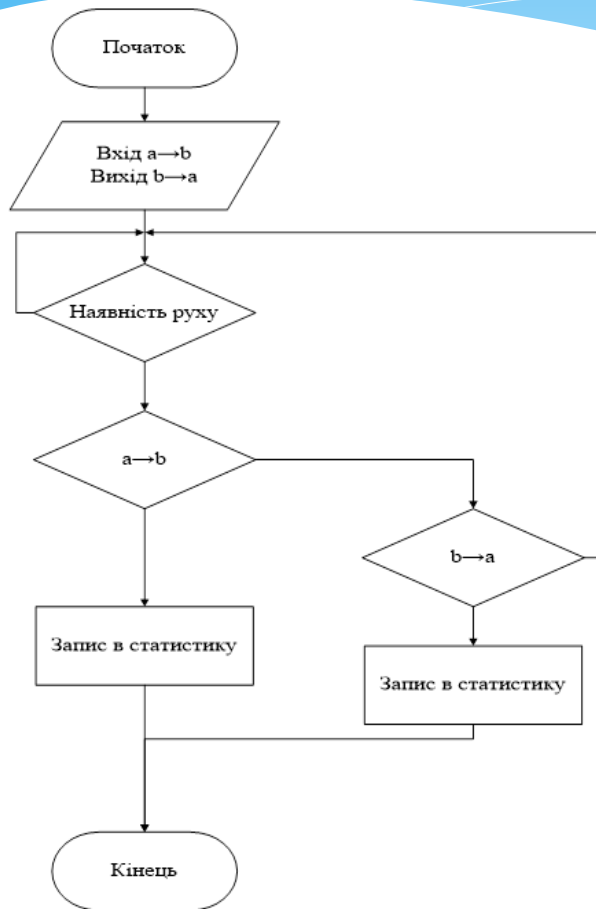 Початок
Вхід a→b
Вихід b→a
Наявність руху
a→b
b→a
Запис в статистику
Запис в статистику
Кінець